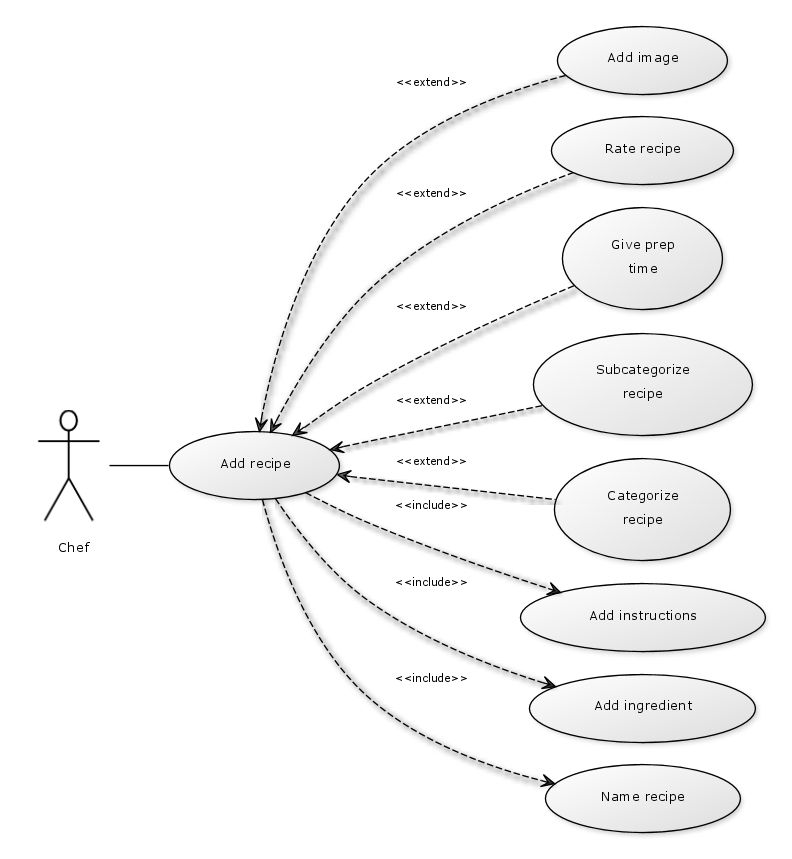 Add image
<<extend>>
Rate recipe
<<extend>>
Give prep
time
<<extend>>
Subcategorize
recipe
<<extend>>
Add recipe
<<extend>>
Categorize
recipe
<<include>>
Chef
<<include>>
Add instructions
<<include>>
Add ingredient
Name recipe